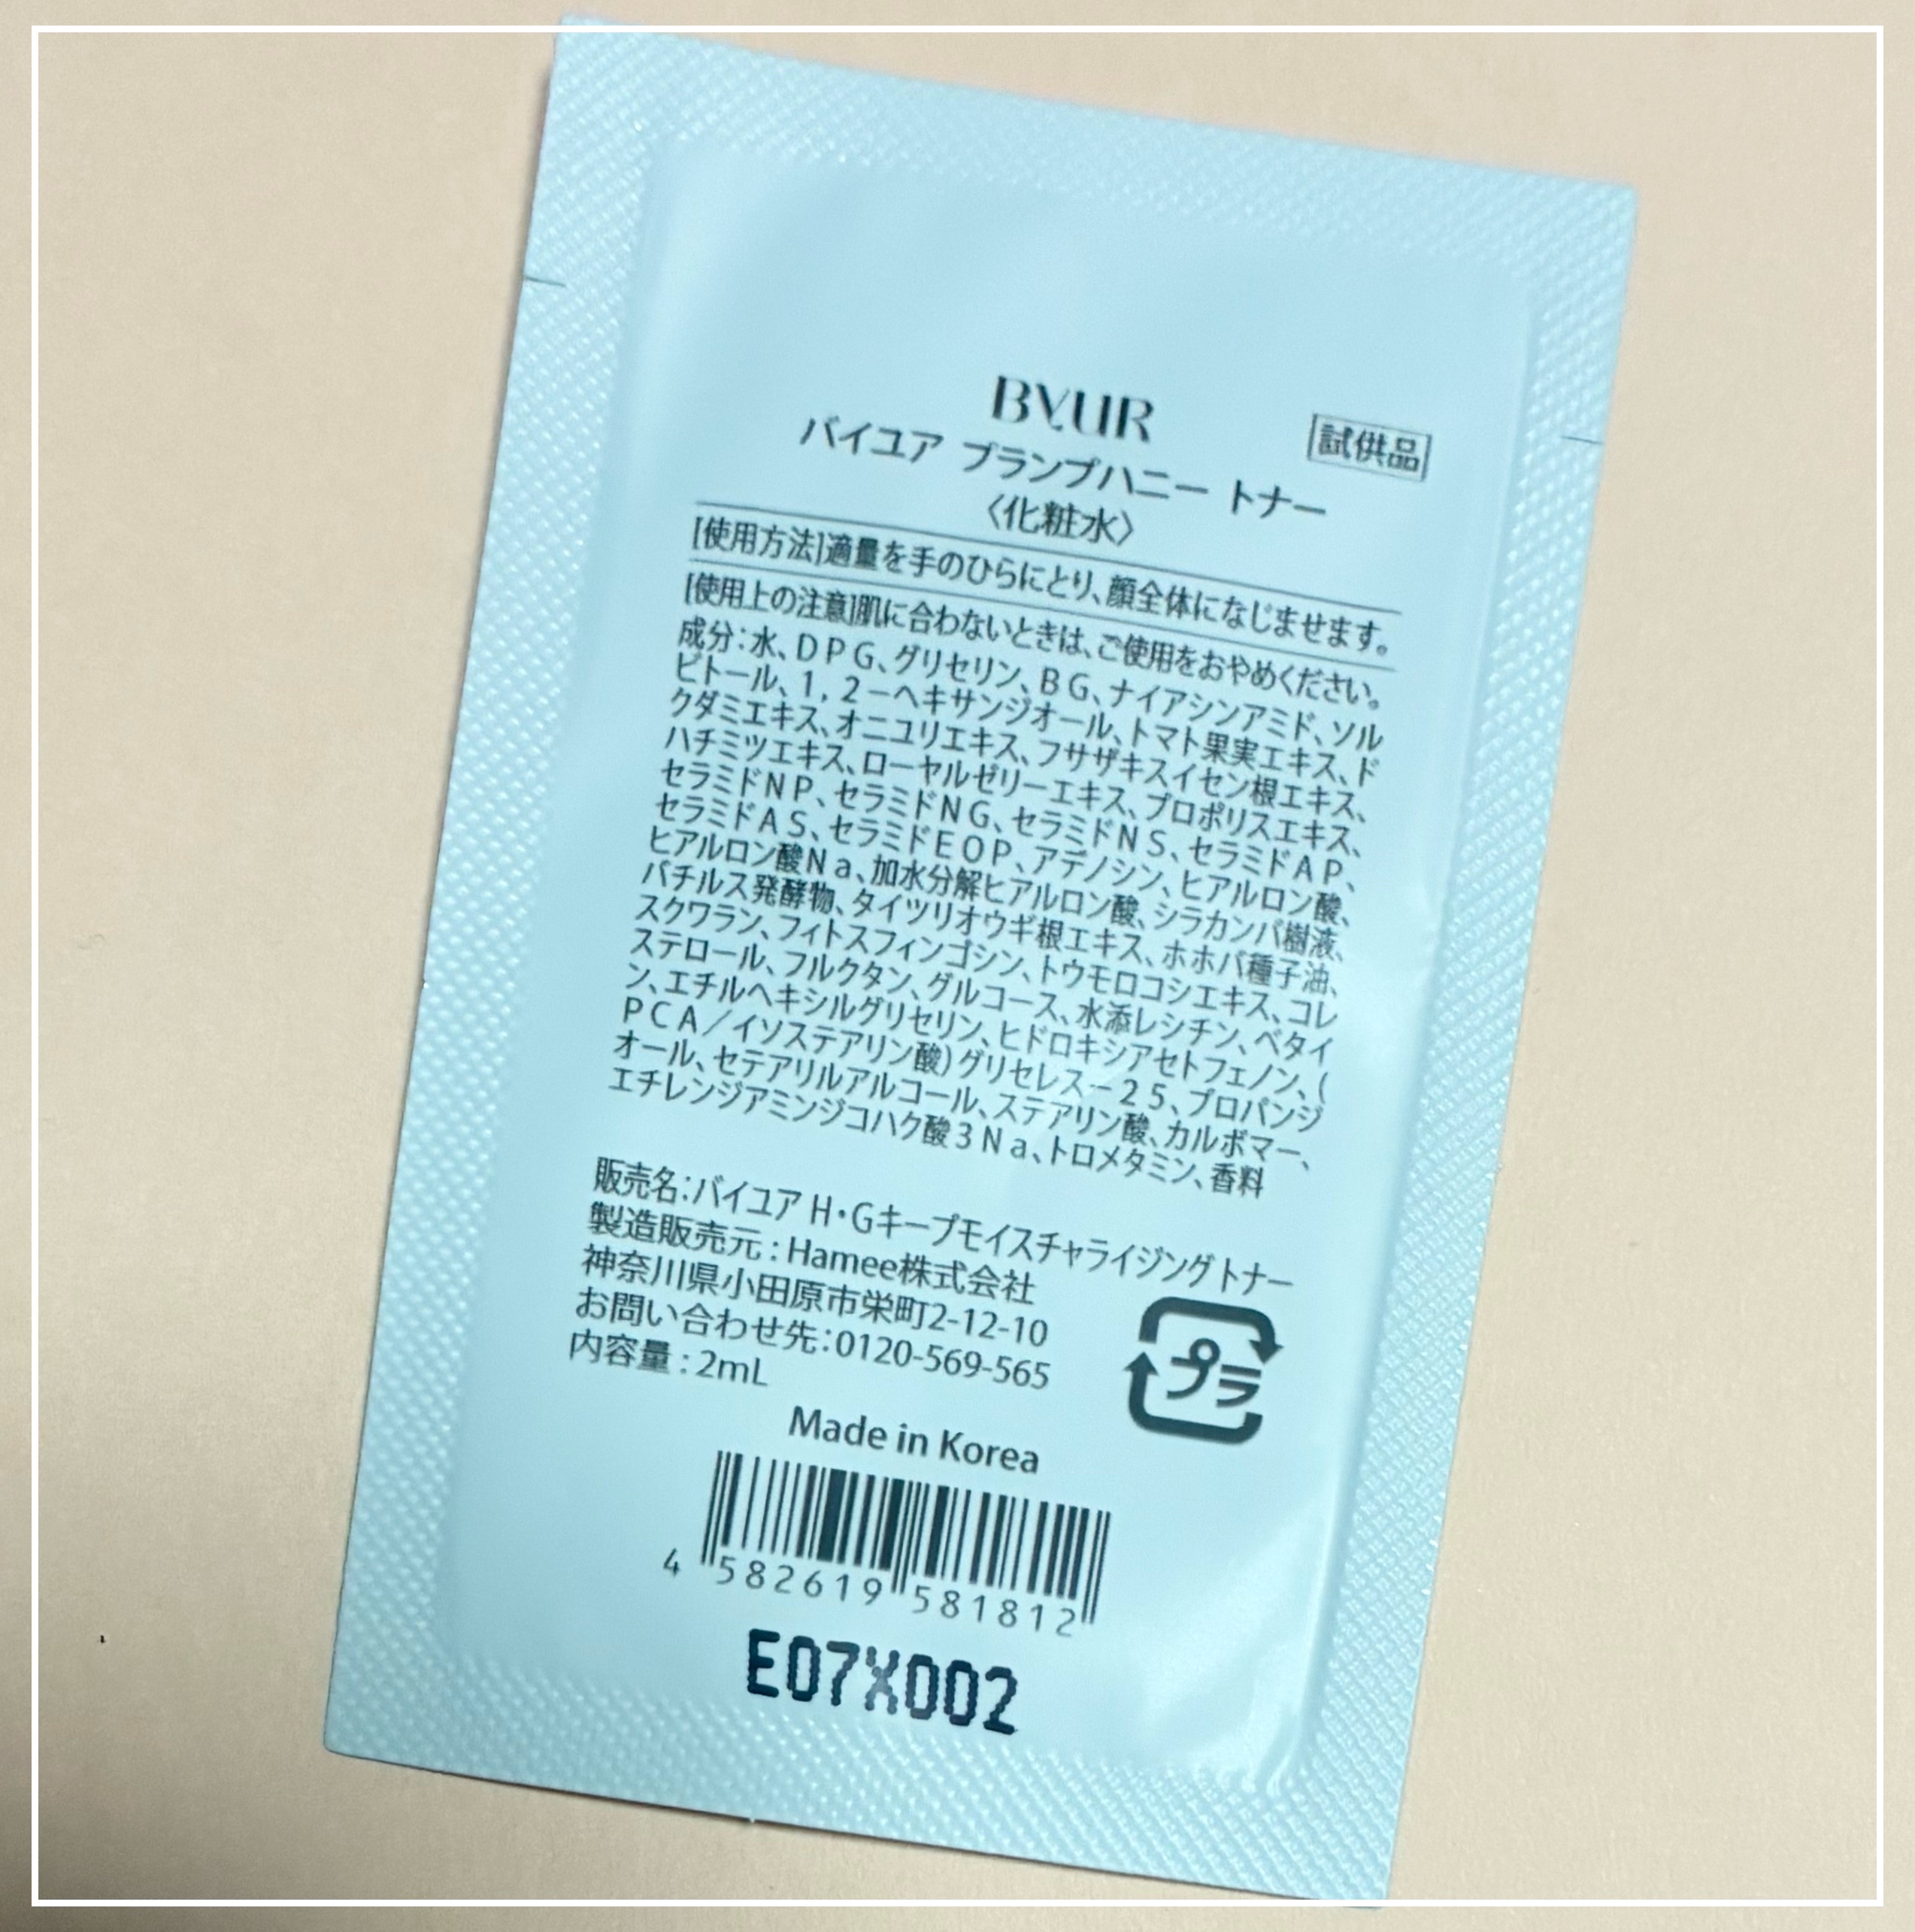 BYUR
バイユア プランプハニー トナー
試供品
〈化粧水〉
[使用方法]適量を手のひらにとり、顔全体になじませます。
[使用上の注意]肌に合わないときは、ご使用をおやめください。
成分：水、ＤＰＧ、グリセリン、ＢＧ、ナイアシンアミド、ソル
ビトール、１，２－ヘキサンジオール、トマト果実エキス、ド
クダミエキス、オニユリエキス、フサザキスイセン根エキス、
ハチミツエキス、ローヤルゼリーエキス、プロポリスエキス、
セラミドＮＰ、セラミドＮＧ、セラミドＮＳ、セラミドＡＰ、
セラミドＡＳ、セラミドＥＯＰ、アデノシン、ヒアルロン酸、
ヒアルロン酸Ｎａ、加水分解ヒアルロン酸、シラカンバ樹液、
バチルス発酵物、タイツリオウギ根エキス、ホホバ種子油、
スクワラン、フィトスフィンゴシン、トウモロコシエキス、コレ
ステロール、フルクタン、グルコース、水添レシチン、ベタイ
ン、エチルヘキシルグリセリン、ヒドロキシアセトフェノン、（
ＰＣＡ／イソステアリン酸）グリセレス－２５、プロパンジ
オール、セテアリルアルコール、ステアリン酸、カルボマー、
エチレンジアミンジコハク酸３Ｎａ、トロメタミン、香料
販売名：バイユア H・Gキープモイスチャライジングトナー
製造販売元：Hamee株式会社
神奈川県小田原市栄町2-12-10
お問い合わせ先：0120-569-565
内容量：2mL
プラ
Made in Korea
4 582619 581812
E07X002